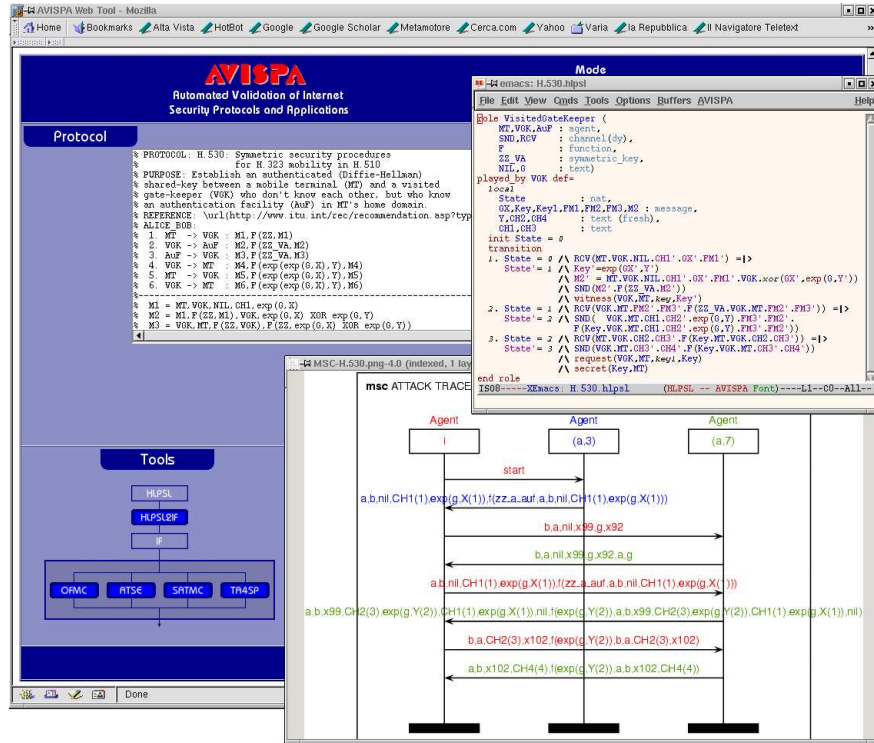 AVISPA Web Tool - Mozilla
Home Bookmarks Alta Vista HotBot Google Google Scholar Metamotore Cerca.com Yahoo Varia la Repubblica Il Navigatore Teletext »
AVISPA
Automated Validation of Internet
Security Protocols and Applications
Mode
Protocol
% PROTOCOL: H.530: Symmetric security procedures
% for H.323 mobility in H.510
% PURPOSE: Establish an authenticated (Diffie-Hellman)
% shared-key between a mobile terminal (MT) and a visited
% gate-keeper (VGK) who don't know each other, but who know
% an authentication facility (AuF) in MT's home domain.
% REFERENCE: \url{http://www.itu.int/rec/recommendation.asp?typ
% ALICE_BOB:
% 1. MT -> VGK : M1,F(ZZ,M1)
% 2. VGK -> AuF : M2,F(ZZ_VA,M2)
% 3. AuF -> VGK : M3,F(ZZ_VA,M3)
% 4. VGK -> MT : M4,F(exp(exp(G,X),Y),M4)
% 5. MT -> VGK : M5,F(exp(exp(G,X),Y),M5)
% 6. VGK -> MT : M6,F(exp(exp(G,X),Y),M6)
%
% M1 = MT,VGK,NIL,CH1,exp(G,X)
% M2 = M1,F(ZZ,M1),VGK,exp(G,X) XOR exp(G,Y)
% M3 = VGK,MT,F(ZZ,VGK),F(ZZ,exp(G,X) XOR exp(G,Y))
emacs: H.530.hlpsl
File Edit View Cmds Tools Options Buffers AVISPA Help
role VisitedGateKeeper (
MT,VGK,AuF : agent,
SND,RCV : channel(dy),
F : function,
ZZ_VA : symmetric_key,
NIL,G : text)
played_by VGK def=
local
State : nat,
GX,Key,Key1,FM1,FM2,FM3,M2 : message,
Y,CH2,CH4 : text (fresh),
CH1,CH3 : text
init State = 0
transition
1. State = 0 /\ RCV(MT.VGK.NIL.CH1'.GX'.FM1') =|>
State'= 1 /\ Key'=exp(GX',Y')
/\ M2' = MT.VGK.NIL.CH1'.GX'.FM1'.VGK.xor(GX',exp(G,Y'))
/\ SND(M2'.F(ZZ_VA.M2'))
/\ witness(VGK,MT,key,Key')
2. State = 1 /\ RCV(VGK.MT.FM2'.FM3'.F(ZZ_VA.VGK.MT.FM2'.FM3')) =|>
State'= 2 /\ SND( VGK.MT.CH1.CH2'.exp(G,Y).FM3'.FM2'.
F(Key.VGK.MT.CH1.CH2'.exp(G,Y).FM3'.FM2'))
3. State = 2 /\ RCV(MT.VGK.CH2.CH3'.F(Key.MT.VGK.CH2.CH3')) =|>
State'= 3 /\ SND(VGK.MT.CH3'.CH4'.F(Key.VGK.MT.CH3'.CH4'))
/\ request(VGK,MT,key1,Key)
/\ secret(Key,MT)
end role
ISO8-----XEmacs: H.530.hlpsl (HLPSL -- AVISPA Font)----L1--C0--All--
MSC-H.530.png-4.0 (indexed, 1 lay
msc ATTACK TRACE
Agent Agent Agent
i (a,3) (a,7)
start
a,b,nil,CH1(1),exp(g,X(1)),f(zz_a_auf,a,b,nil,CH1(1),exp(g,X(1)))
b,a,nil,x99,g,x92
b,a,nil,x99,g,x92,a,g
a,b,nil,CH1(1),exp(g,X(1)),f(zz_a_auf,a,b,nil,CH1(1),exp(g,X(1)))
a,b,x99,CH2(3),exp(g,Y(2)),CH1(1),exp(g,X(1)),nil,f(exp(g,Y(2)),a,b,x99,CH2(3),exp(g,Y(2)),CH1(1),exp(g,X(1)),nil)
b,a,CH2(3),x102,f(exp(g,Y(2)),b,a,CH2(3),x102)
a,b,x102,CH4(4),f(exp(g,Y(2)),a,b,x102,CH4(4))
Tools
HLPSL
HLPSL2IF
IF
OFMC ATSE SATMC TA4SP
Done